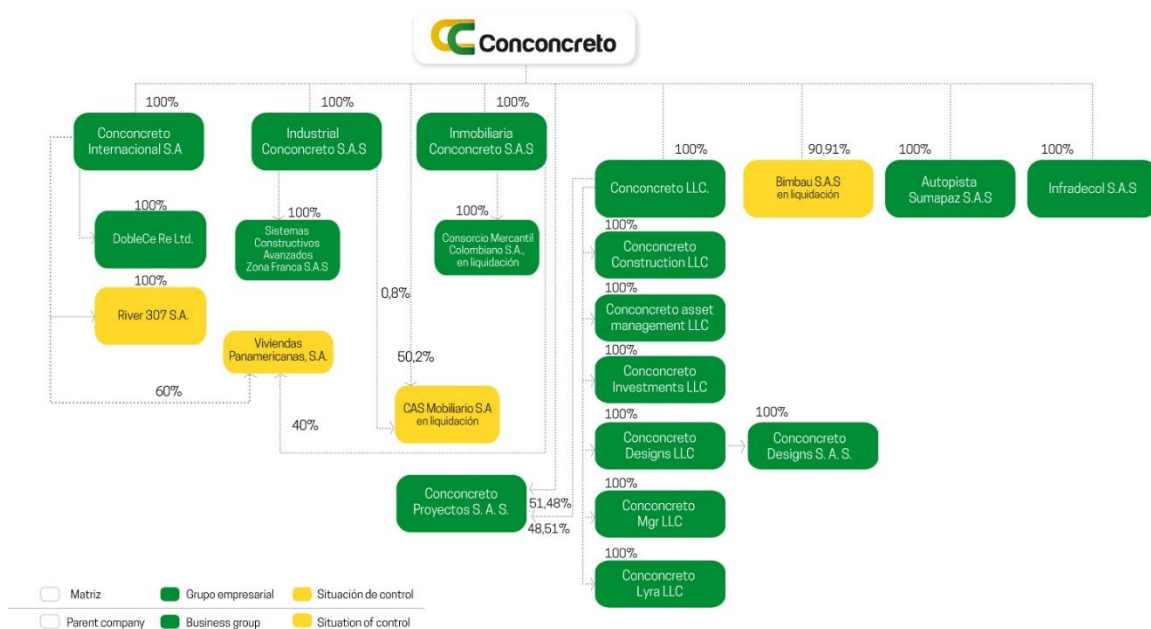 Conconcreto
100%
100%
100%
Conconcreto
Internacional S.A
Industrial
Conconcreto S.A.S
Inmobiliaria
Conconcreto S.A.S
100%
90,91%
100%
100%
Conconcreto LLC.
Bimbau S.A.S
en liquidación
Autopista
Sumapaz S.A.S
Infradecol S.A.S
100%
DobleCe Re Ltd.
100%
Sistemas
Constructivos
Avanzados
Zona Franca S.A.S
100%
Consorcio Mercantíl
Colombiano S.A.,
en liquidación
100%
Conconcreto
Construction LLC
100%
River 307 S.A.
0,8%
100%
Conconcreto asset
management LLC
Viviendas
Panamericanas, S.A.
50,2%
100%
Conconcreto
Investments LLC
60%
40%
CAS Mobiliario S.A
en liquidación
100%
Conconcreto
Designs LLC
100%
Conconcreto
Designs S. A. S.
Conconcreto
Proyectos S. A. S.
51,48%
48,51%
100%
Conconcreto
Mgr LLC
100%
Conconcreto
Lyra LLC
Matriz
Grupo empresarial
Situación de control
Parent company
Business group
Situation of control